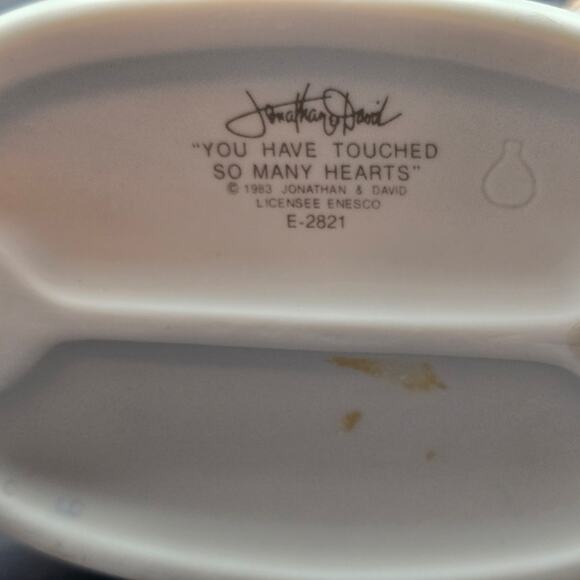 Jonathan & David
"YOU HAVE TOUCHED
SO MANY HEARTS"
© 1983 JONATHAN & DAVID
LICENSEE ENESCO
E-2821